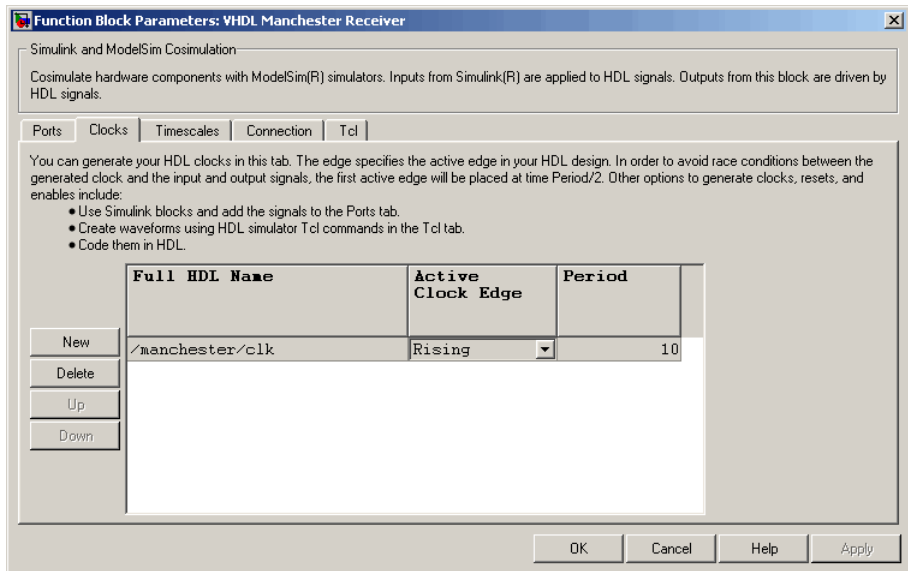 Function Block Parameters: VHDL Manchester Receiver
Simulink and ModelSim Cosimulation
Cosimulate hardware components with ModelSim(R) simulators. Inputs from Simulink(R) are applied to HDL signals. Outputs from this block are driven by
HDL signals.
Ports Clocks Timescales Connection Tcl
You can generate your HDL clocks in this tab. The edge specifies the active edge in your HDL design. In order to avoid race conditions between the
generated clock and the input and output signals, the first active edge will be placed at time Period/2. Other options to generate clocks, resets, and
enables include:
• Use Simulink blocks and add the signals to the Ports tab.
• Create waveforms using HDL simulator Tcl commands in the Tcl tab.
• Code them in HDL.
Full HDL Name Active Period
Clock Edge
New
/manchester/clk Rising 10
Delete
Up
Down
OK Cancel Help Apply